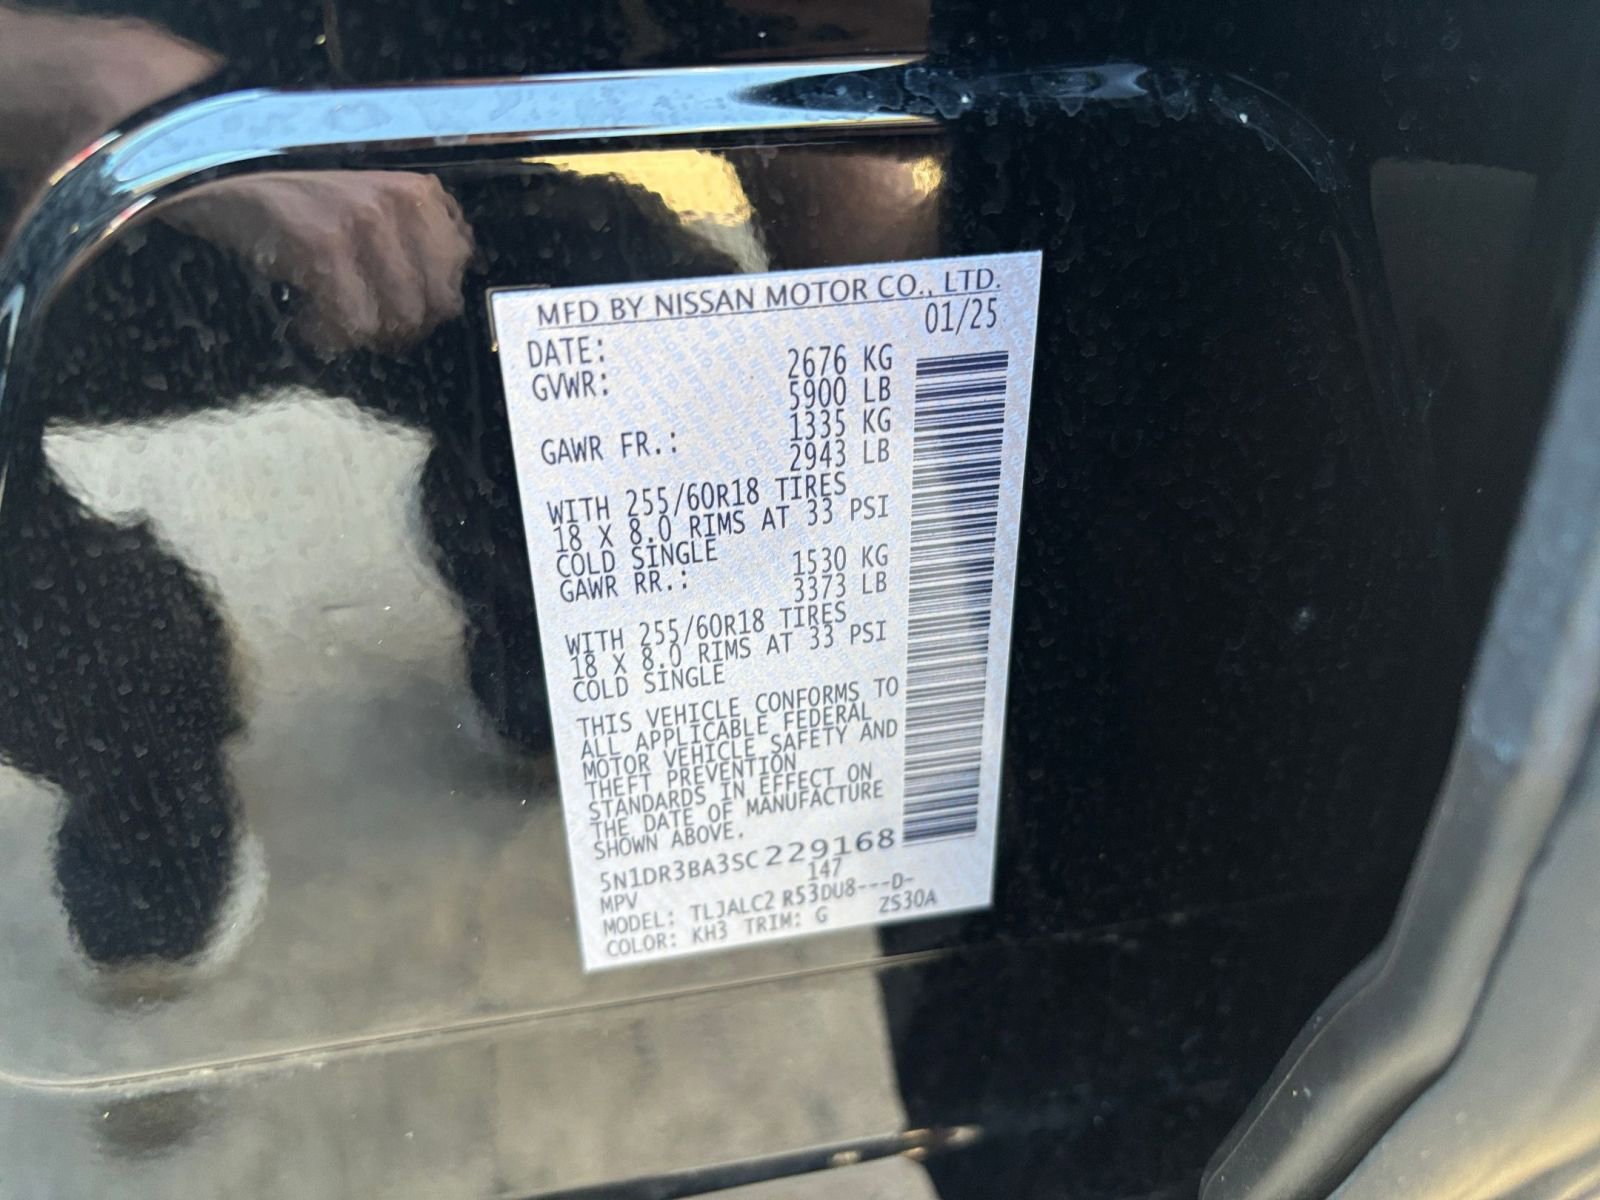 MFD BY NISSAN MOTOR CO., LTD.
DATE: 01/25
GVWR: 2676 KG
5900 LB
GAWR FR.: 1335 KG
2943 LB
WITH 255/60R18 TIRES
18 X 8.0 RIMS AT 33 PSI
COLD SINGLE
GAWR RR.: 1530 KG
3373 LB
WITH 255/60R18 TIRES
18 X 8.0 RIMS AT 33 PSI
COLD SINGLE
THIS VEHICLE CONFORMS TO
ALL APPLICABLE FEDERAL
MOTOR VEHICLE SAFETY AND
THEFT PREVENTION
STANDARDS IN EFFECT ON
THE DATE OF MANUFACTURE
SHOWN ABOVE.
5N1DR3BA3SC229168
MPV 147
MODEL: TLJALC2 R53DU8---D-
COLOR: KH3 TRIM: G ZS30A